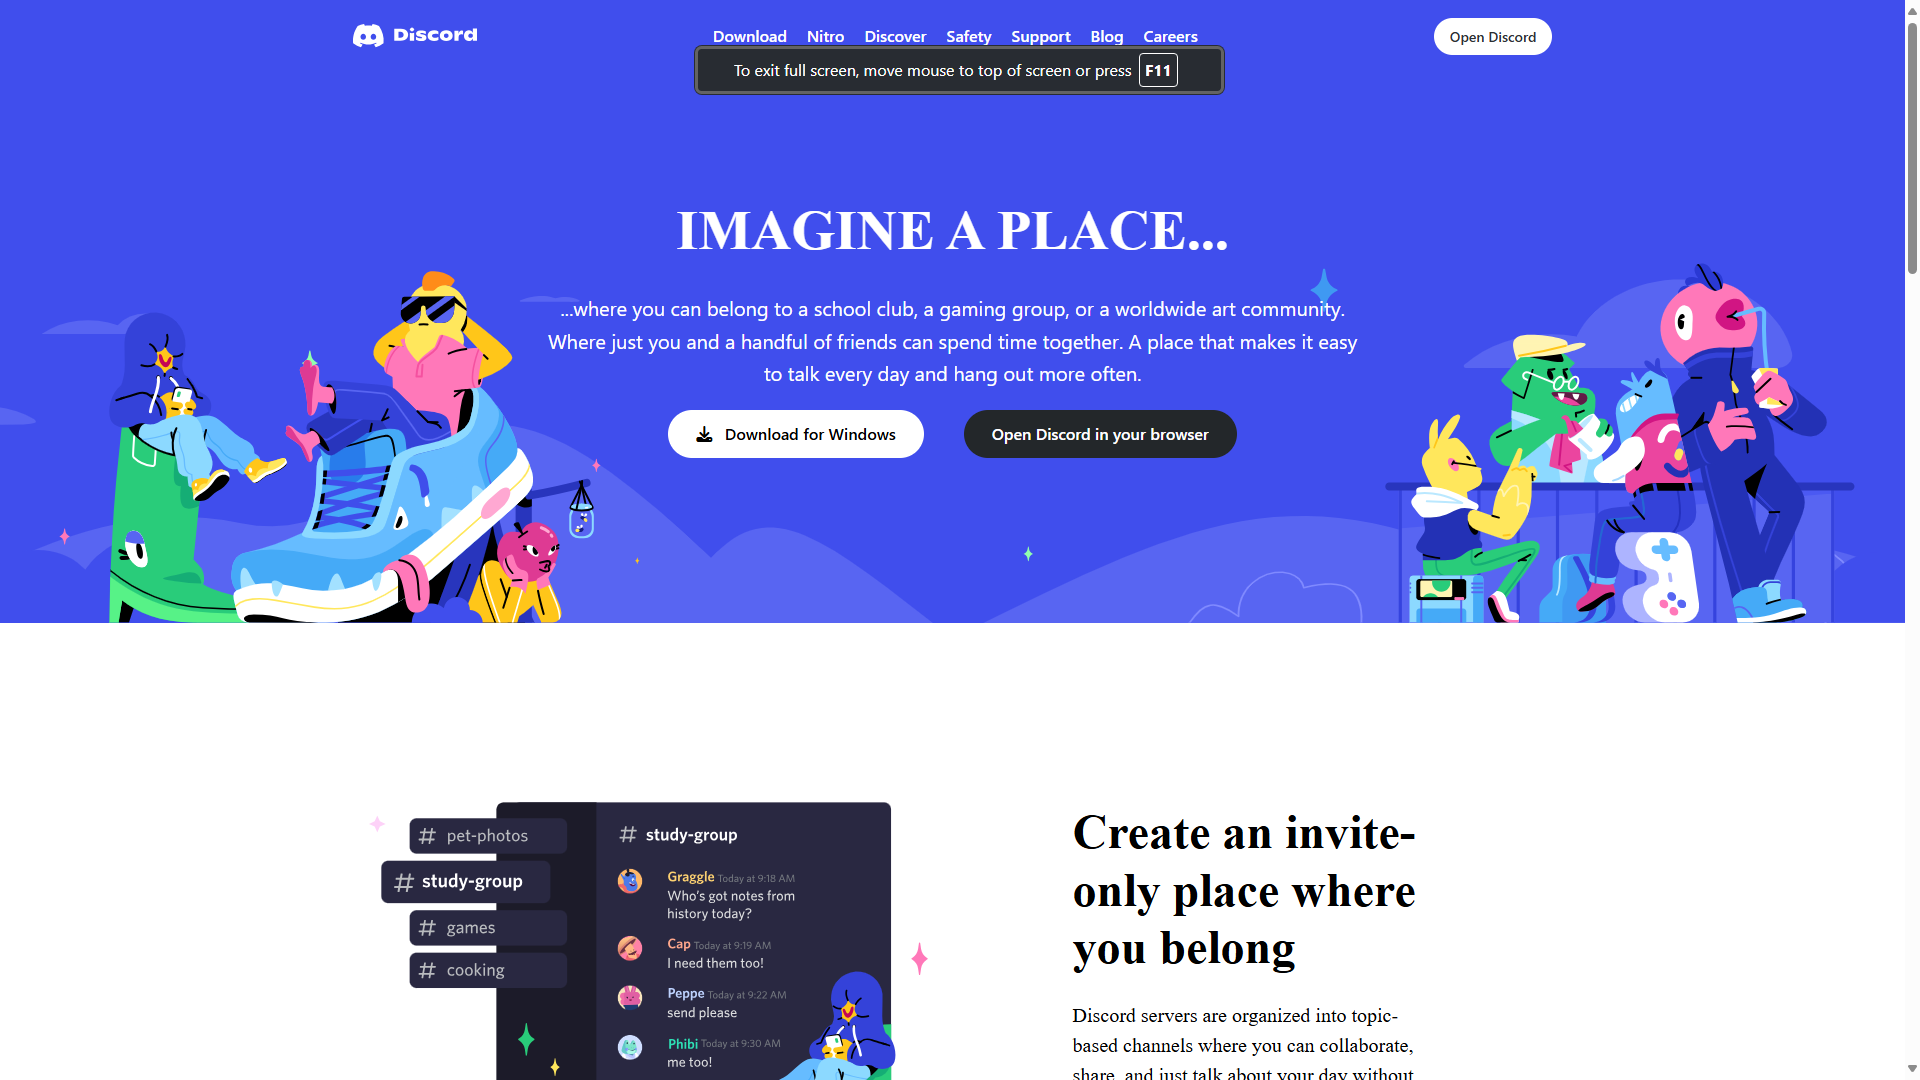 Discord
Download Nitro Discover Safety Support Blog Careers
Open Discord
To exit full screen, move mouse to top of screen or press F11
IMAGINE A PLACE...
...where you can belong to a school club, a gaming group, or a worldwide art community.
Where just you and a handful of friends can spend time together. A place that makes it easy
to talk every day and hang out more often.
Download for Windows
Open Discord in your browser
# pet-photos
# study-group
# games
# cooking
# study-group
Graggle Today at 9:18 AM
Who's got notes from
history today?
Cap Today at 9:19 AM
I need them too!
Peppe Today at 9:22 AM
send please
Phibi Today at 9:30 AM
me too!
Create an invite-
only place where
you belong
Discord servers are organized into topic-
based channels where you can collaborate,
share, and just talk about your day without